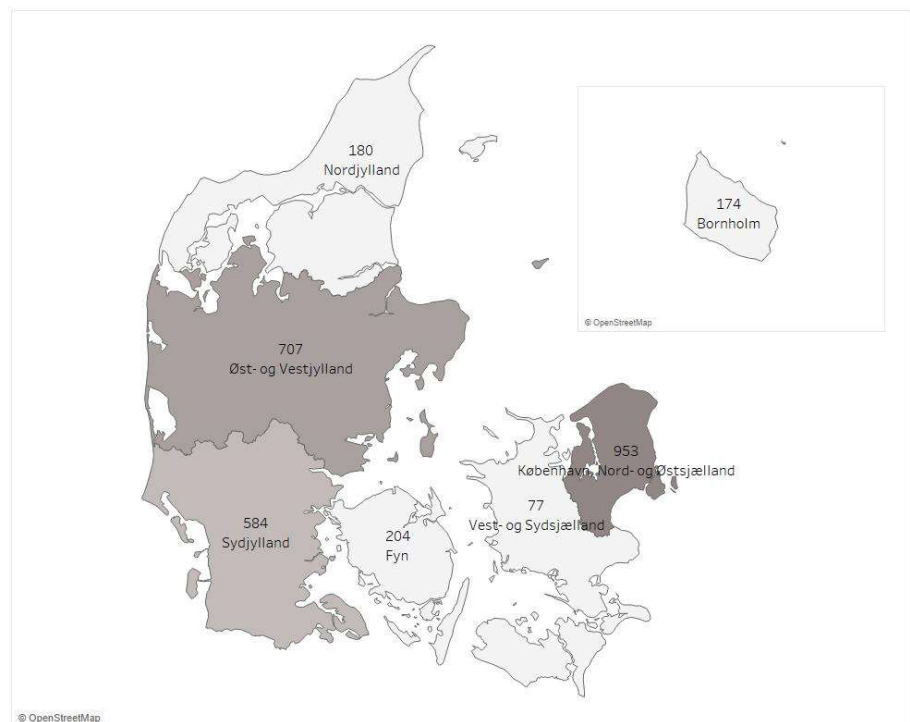 180
Nordjylland
174
Bornholm
© OpenStreetMap
707
Øst- og Vestjylland
953
København, Nord- og Østsjælland
77
Vest- og Sydsjælland
584
Sydjylland
204
Fyn
© OpenStreetMap